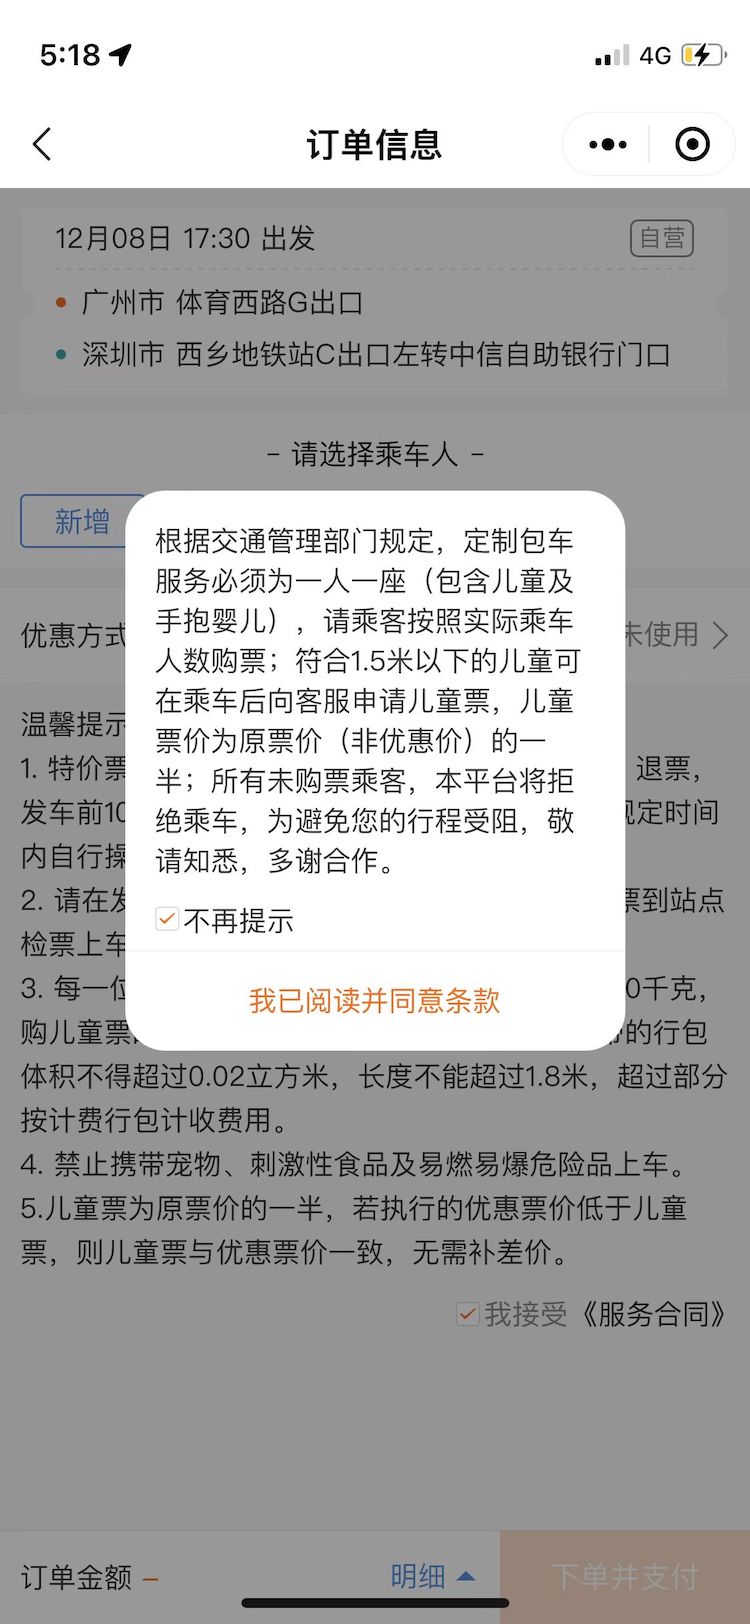 5:18
4G
订单信息
12月08日 17:30 出发
自营
广州市 体育西路G出口
深圳市 西乡地铁站C出口左转中信自助银行门口
- 请选择乘车人 -
新增
优惠方式
未使用
根据交通管理部门规定，定制包车
服务必须为一人一座（包含儿童及
手抱婴儿），请乘客按照实际乘车
人数购票；符合1.5米以下的儿童可
在乘车后向客服申请儿童票，儿童
票价为原票价（非优惠价）的一
半；所有未购票乘客，本平台将拒
绝乘车，为避免您的行程受阻，敬
请知悉，多谢合作。
不再提示
我已阅读并同意条款
温馨提示
1. 特价票 退票，
发车前10 规定时间
内自行操
2. 请在发 票到站点
检票上车
3. 每一位 0千克，
购儿童票 的行包
体积不得超过0.02立方米，长度不能超过1.8米，超过部分
按计费行包计收费用。
4. 禁止携带宠物、刺激性食品及易燃易爆危险品上车。
5.儿童票为原票价的一半，若执行的优惠票价低于儿童
票，则儿童票与优惠票价一致，无需补差价。
我接受《服务合同》
订单金额 –
明细
下单并支付